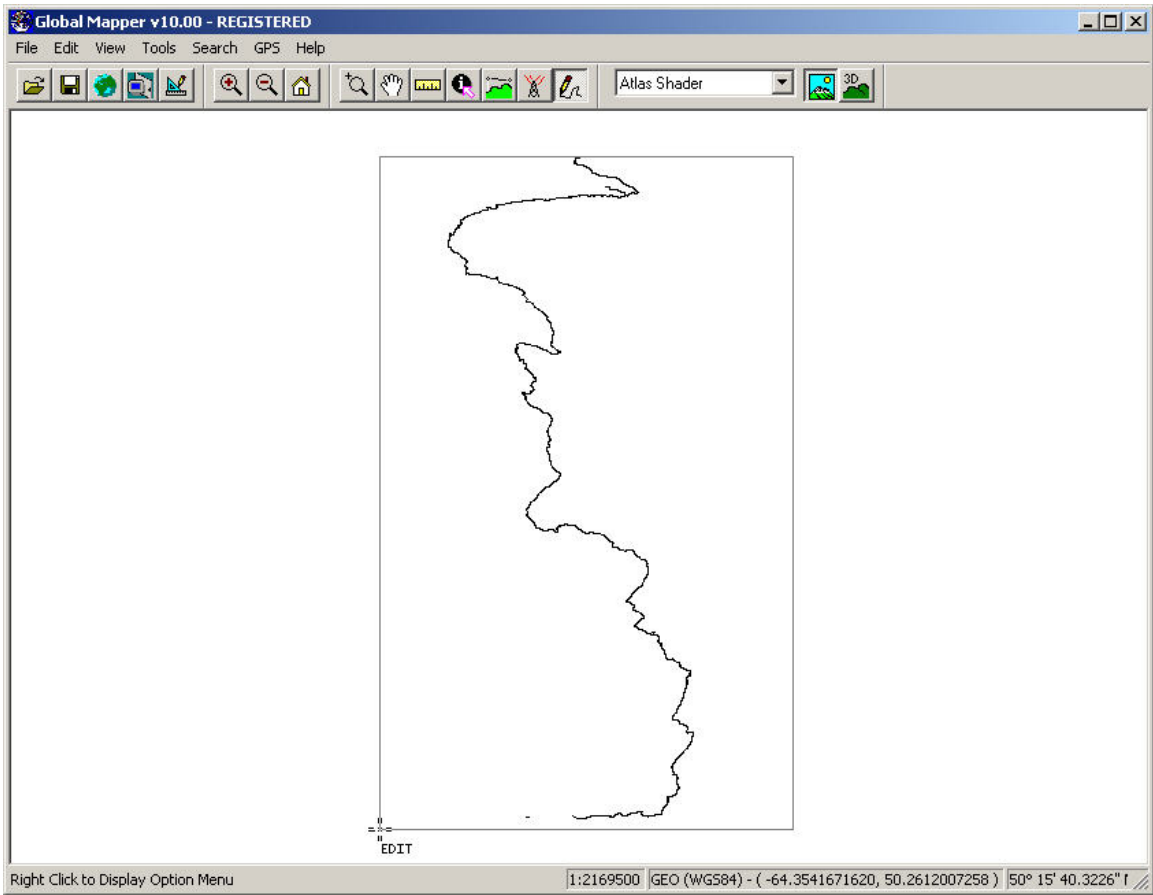 Global Mapper v10.00 - REGISTERED
File Edit View Tools Search GPS Help
Atlas Shader
3D
EDIT
Right Click to Display Option Menu
1:2169500
GEO (WGS84) - ( -64.3541671620, 50.2612007258 )
50° 15' 40.3226"